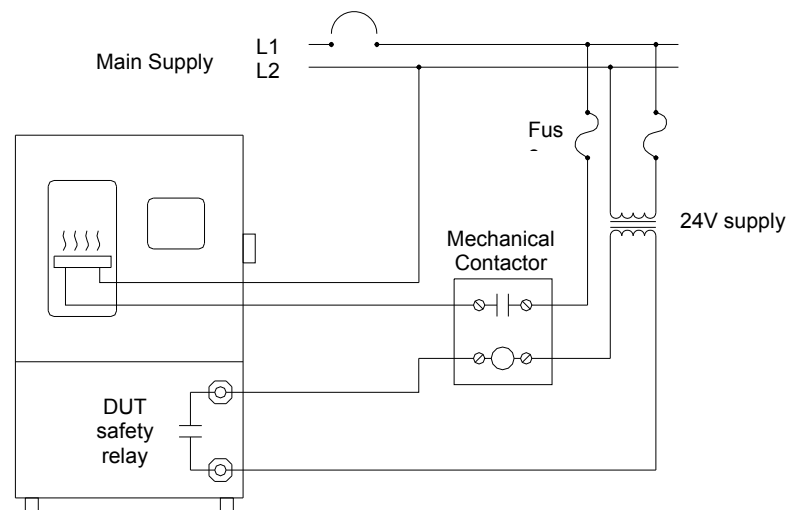 L1
Main Supply
L2
Fus
24V supply
Mechanical
Contactor
DUT
safety
relay